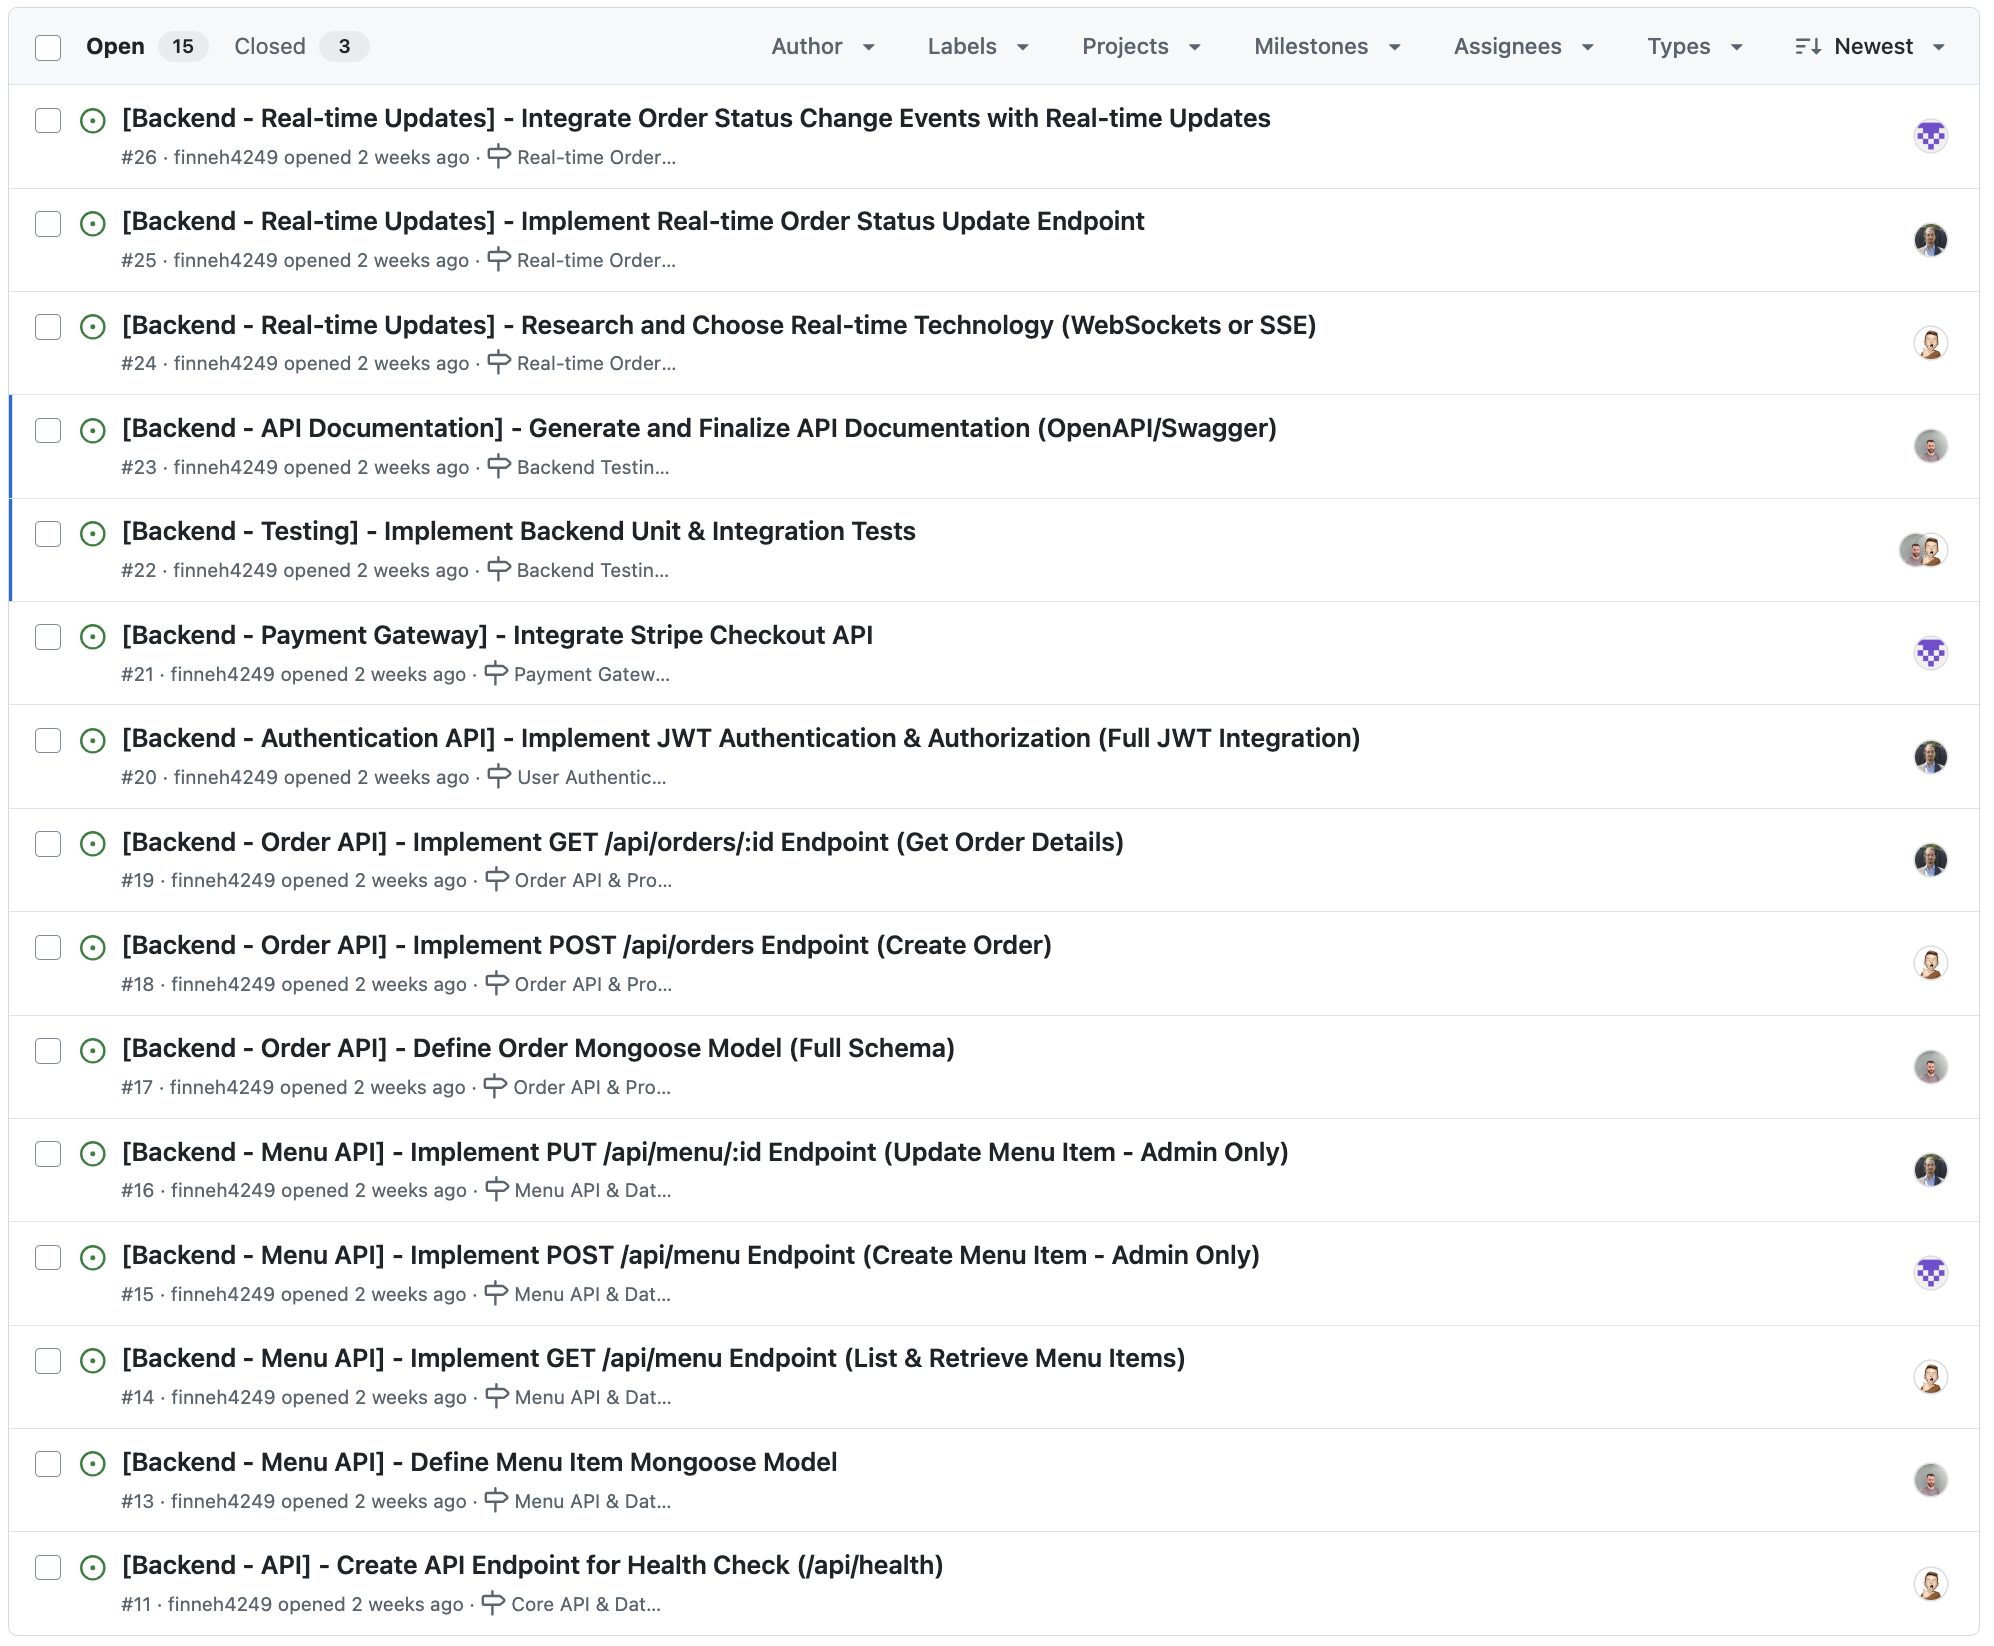 Open 15 Closed 3 Author Labels Projects Milestones Assignees Types Newest
[Backend - Real-time Updates] - Integrate Order Status Change Events with Real-time Updates
#26 · finneh4249 opened 2 weeks ago · Real-time Order...
[Backend - Real-time Updates] - Implement Real-time Order Status Update Endpoint
#25 · finneh4249 opened 2 weeks ago · Real-time Order...
[Backend - Real-time Updates] - Research and Choose Real-time Technology (WebSockets or SSE)
#24 · finneh4249 opened 2 weeks ago · Real-time Order...
[Backend - API Documentation] - Generate and Finalize API Documentation (OpenAPI/Swagger)
#23 · finneh4249 opened 2 weeks ago · Backend Testin...
[Backend - Testing] - Implement Backend Unit & Integration Tests
#22 · finneh4249 opened 2 weeks ago · Backend Testin...
[Backend - Payment Gateway] - Integrate Stripe Checkout API
#21 · finneh4249 opened 2 weeks ago · Payment Gatew...
[Backend - Authentication API] - Implement JWT Authentication & Authorization (Full JWT Integration)
#20 · finneh4249 opened 2 weeks ago · User Authentic...
[Backend - Order API] - Implement GET /api/orders/:id Endpoint (Get Order Details)
#19 · finneh4249 opened 2 weeks ago · Order API & Pro...
[Backend - Order API] - Implement POST /api/orders Endpoint (Create Order)
#18 · finneh4249 opened 2 weeks ago · Order API & Pro...
[Backend - Order API] - Define Order Mongoose Model (Full Schema)
#17 · finneh4249 opened 2 weeks ago · Order API & Pro...
[Backend - Menu API] - Implement PUT /api/menu/:id Endpoint (Update Menu Item - Admin Only)
#16 · finneh4249 opened 2 weeks ago · Menu API & Dat...
[Backend - Menu API] - Implement POST /api/menu Endpoint (Create Menu Item - Admin Only)
#15 · finneh4249 opened 2 weeks ago · Menu API & Dat...
[Backend - Menu API] - Implement GET /api/menu Endpoint (List & Retrieve Menu Items)
#14 · finneh4249 opened 2 weeks ago · Menu API & Dat...
[Backend - Menu API] - Define Menu Item Mongoose Model
#13 · finneh4249 opened 2 weeks ago · Menu API & Dat...
[Backend - API] - Create API Endpoint for Health Check (/api/health)
#11 · finneh4249 opened 2 weeks ago · Core API & Dat...